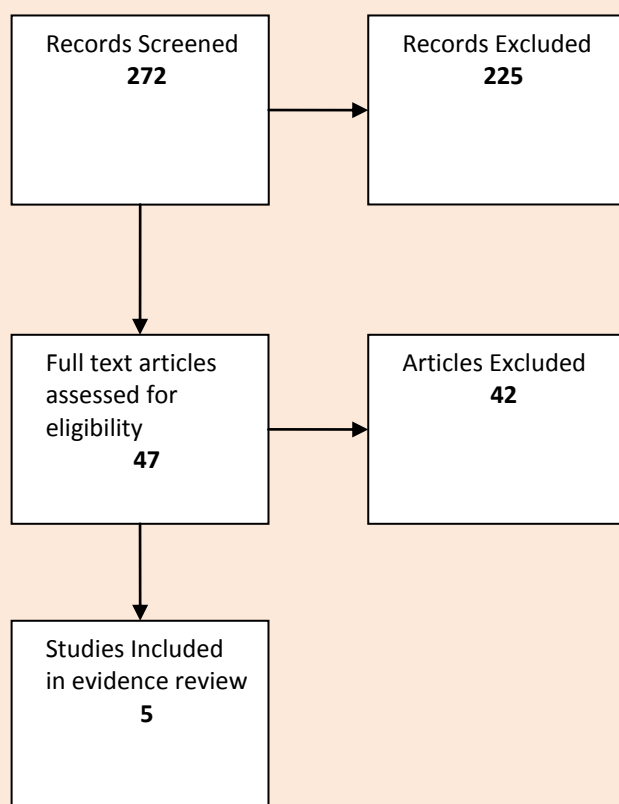 Records Screened
272
Records Excluded
225
Full text articles
assessed for
eligibility
47
Articles Excluded
42
Studies Included
in evidence review
5